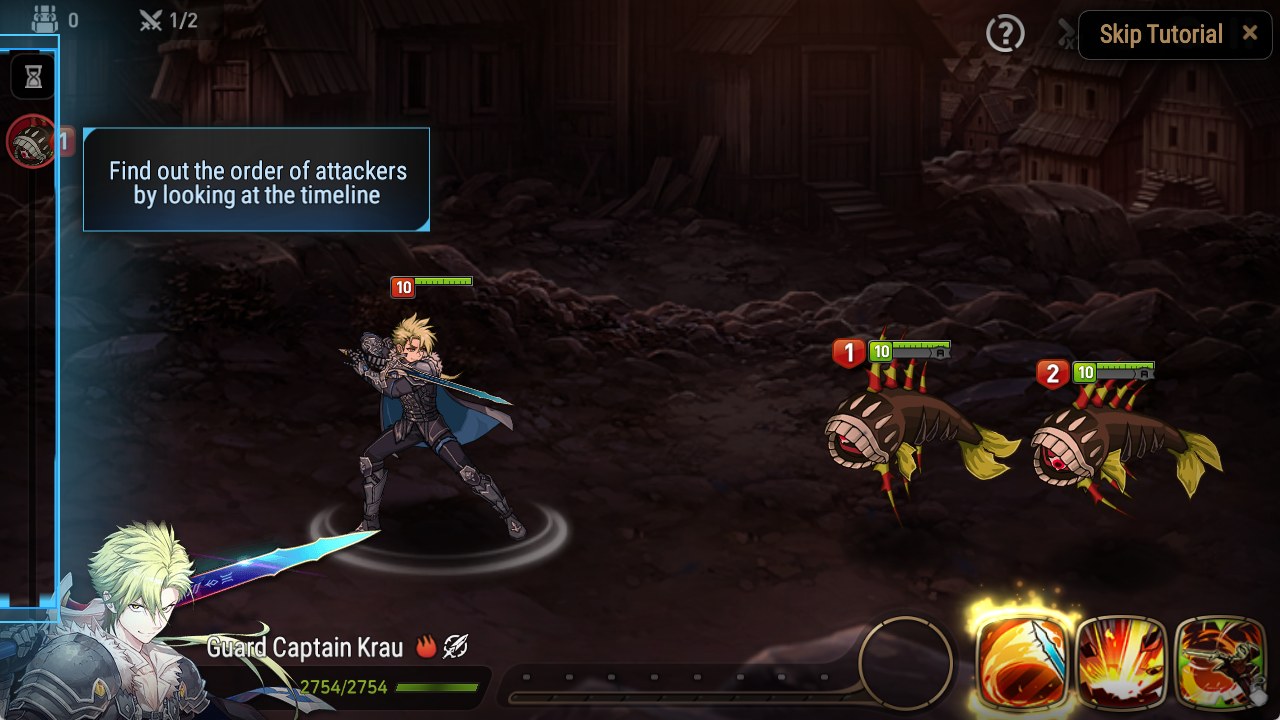 0
1/2
?
Skip Tutorial ×
1
Find out the order of attackers
by looking at the timeline
10
1
10
2
10
Guard Captain Krau
2754/2754